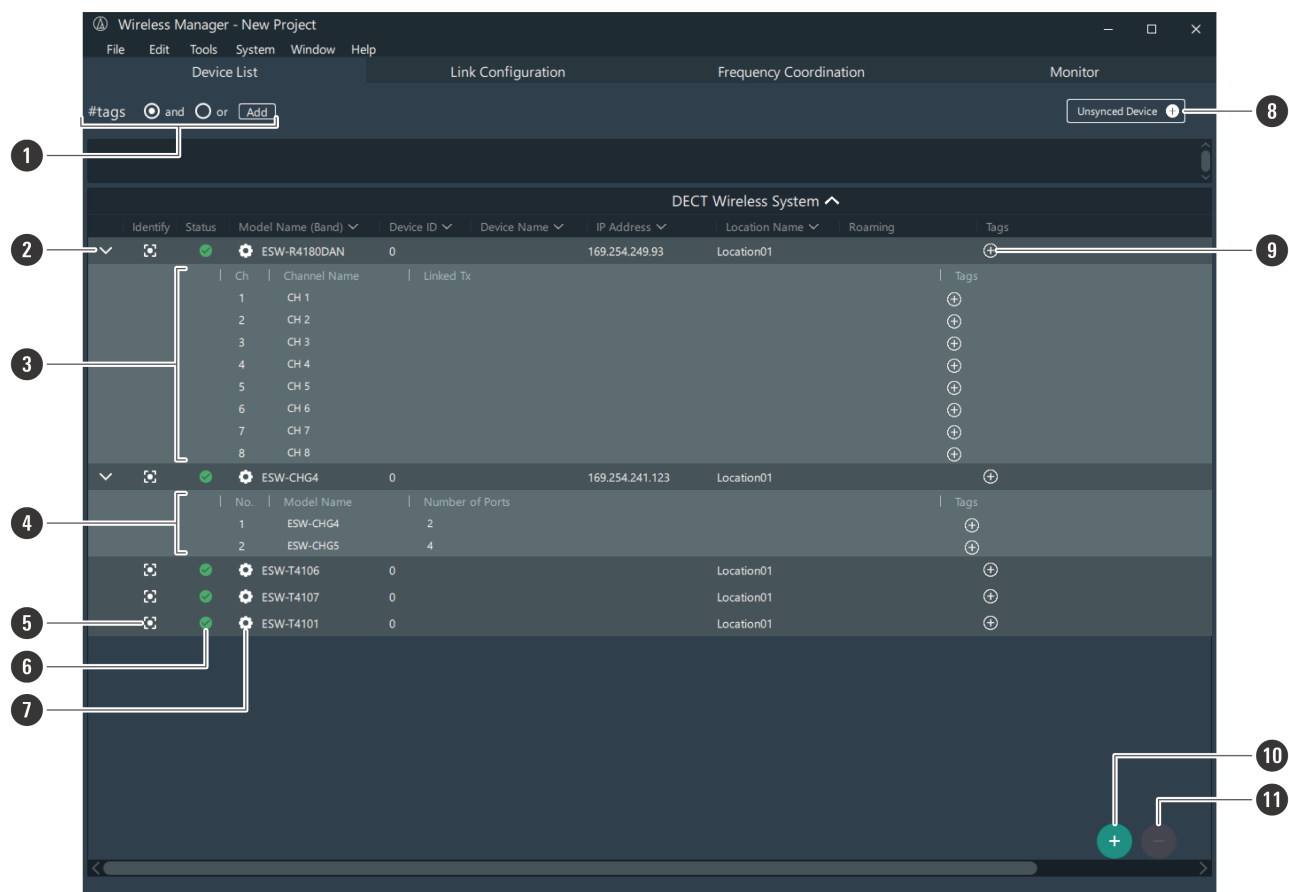 Wireless Manager - New Project
File Edit Tools System Window Help
Device List Link Configuration Frequency Coordination Monitor
#tags and or Add Unsynced Device 8
1
DECT Wireless System
Identify Status Model Name (Band) Device ID Device Name IP Address Location Name Roaming Tags
2 ESW-R4180DAN 0 169.254.249.93 Location01 9
Ch Channel Name Linked Tx Tags
1 CH 1
2 CH 2
3 CH 3
3 4 CH 4
5 CH 5
6 CH 6
7 CH 7
8 CH 8
ESW-CHG4 0 169.254.241.123 Location01
No. Model Name Number of Ports Tags
4 1 ESW-CHG4 2
2 ESW-CHG5 4
ESW-T4106 0 Location01
ESW-T4107 0 Location01
5 ESW-T4101 0 Location01
6
7
10
11